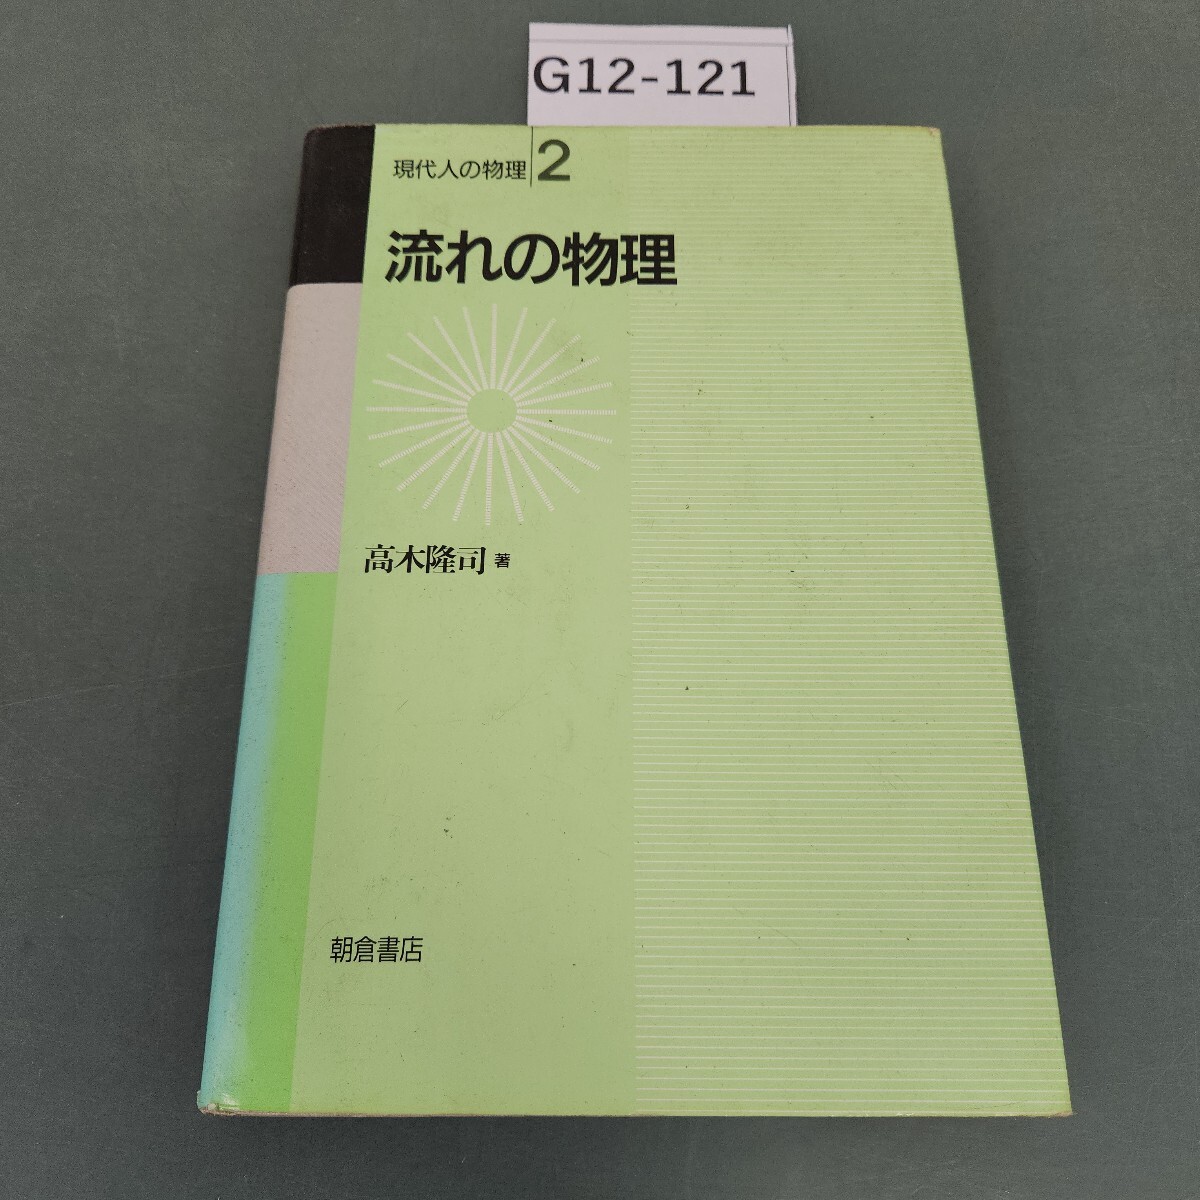 G12-121
現代人の物理 2
流れの物理
高木隆司 著
朝倉書店